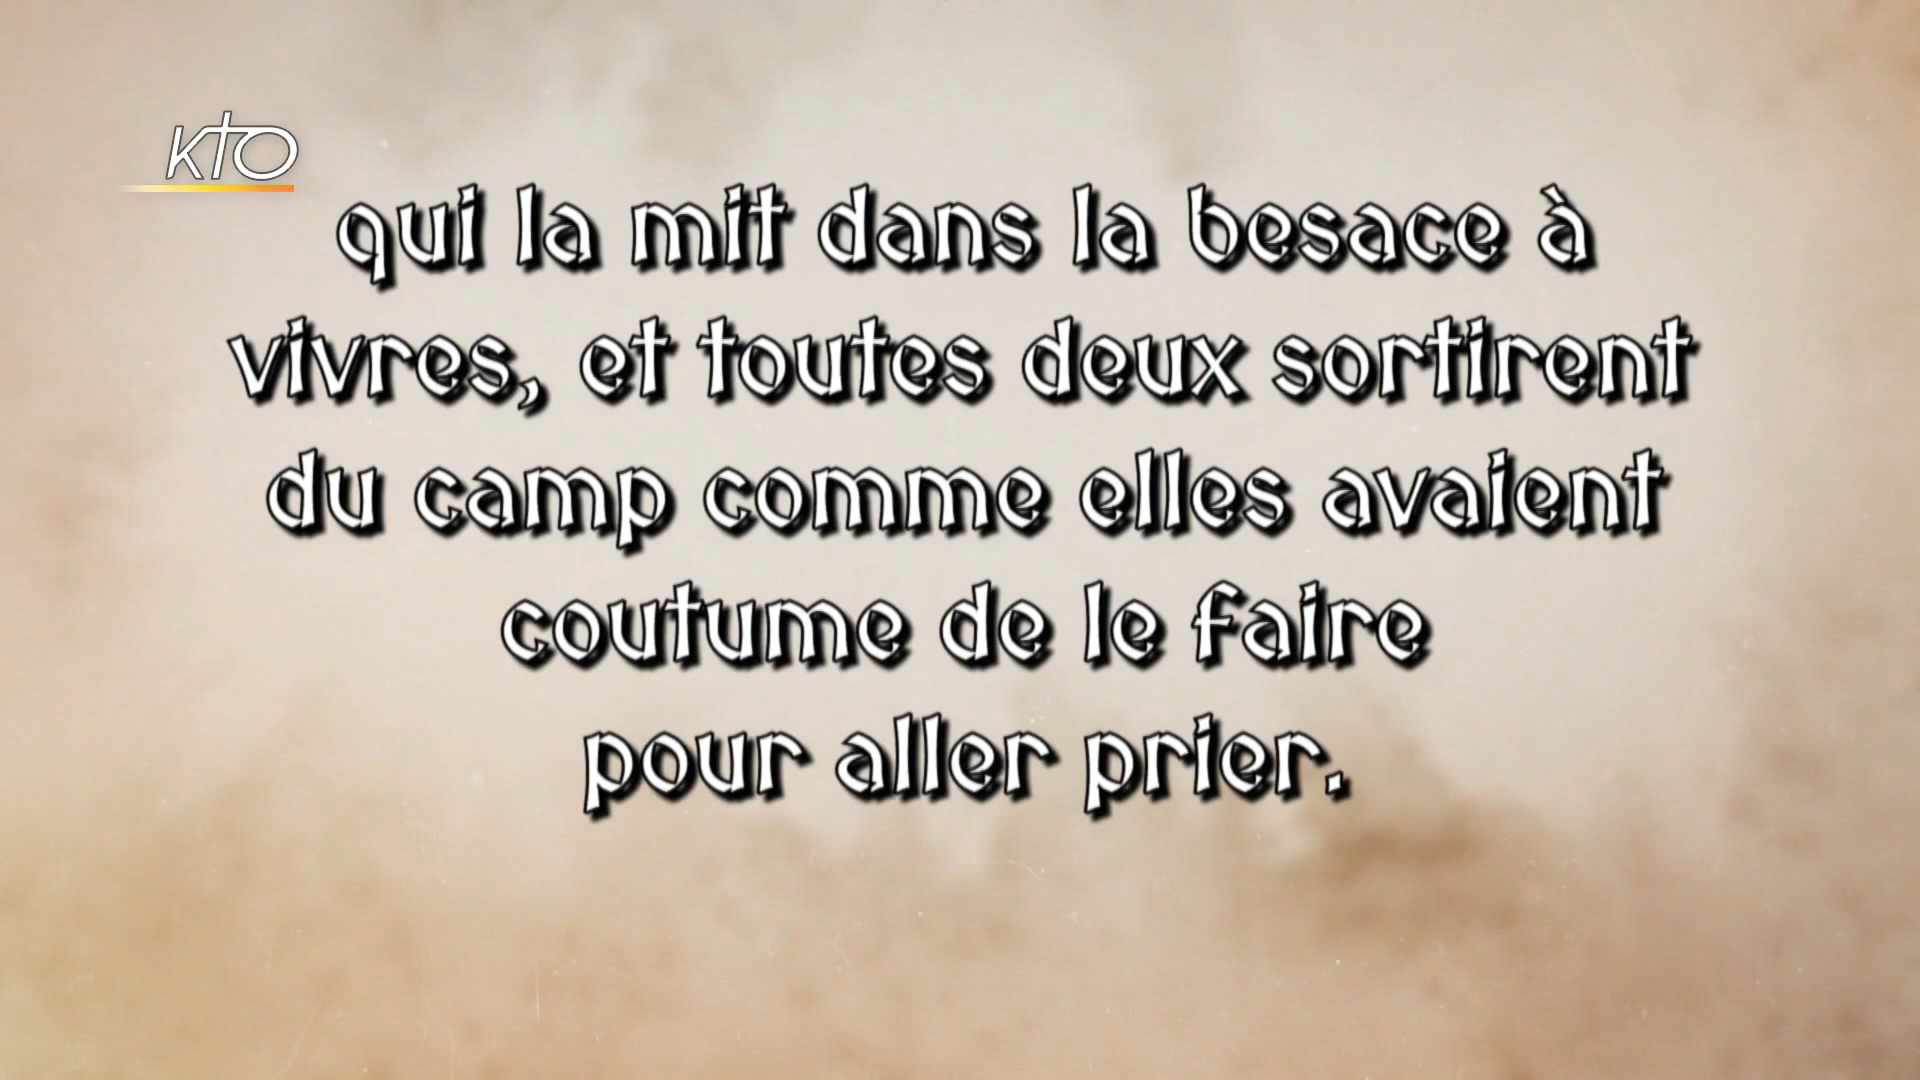 KTO
qui la mit dans la besace à
vivres, et toutes deux sortirent
du camp comme elles avaient
coutume de le faire
pour aller prier.